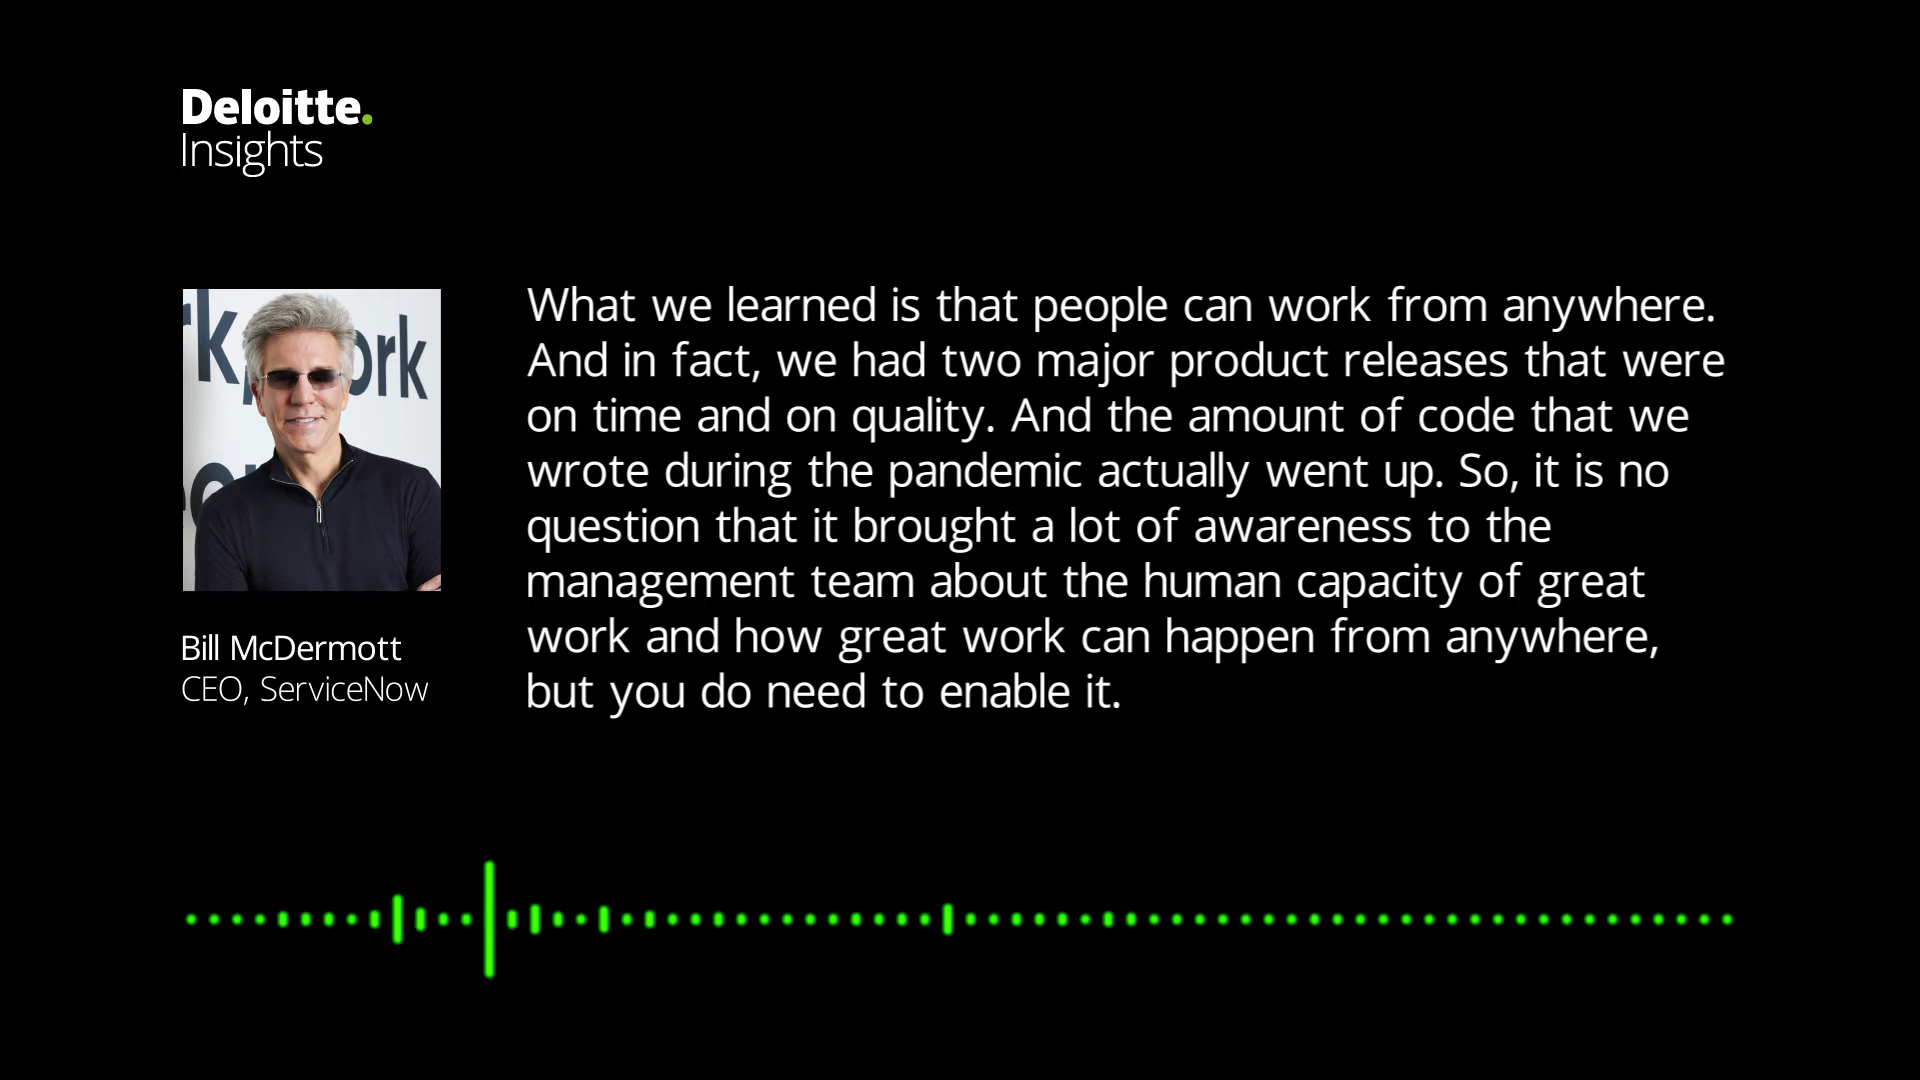 Deloitte.
Insights
What we learned is that people can work from anywhere.
And in fact, we had two major product releases that were
on time and on quality. And the amount of code that we
wrote during the pandemic actually went up. So, it is no
question that it brought a lot of awareness to the
management team about the human capacity of great
work and how great work can happen from anywhere,
but you do need to enable it.
Bill McDermott
CEO, ServiceNow